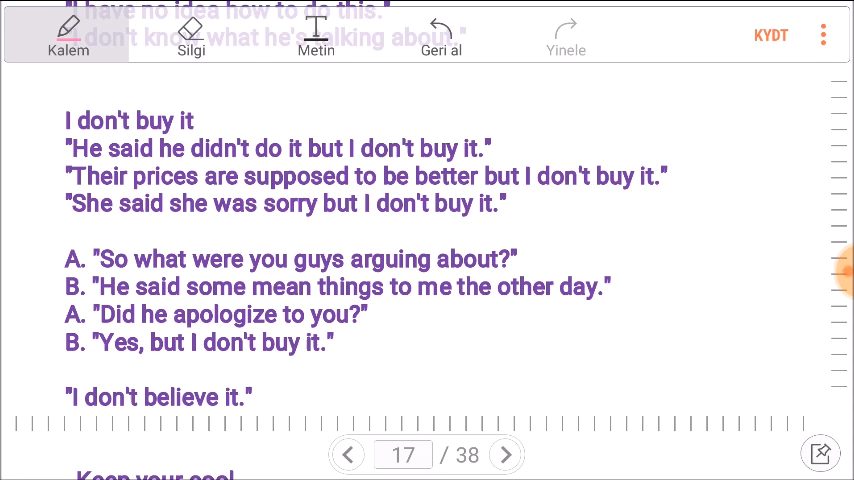 "I have no idea how to do this."
"I don't know what he's talking about."
Kalem
Silgi
Metin
Geri al
Yinele
KYDT
I don't buy it
"He said he didn't do it but I don't buy it."
"Their prices are supposed to be better but I don't buy it."
"She said she was sorry but I don't buy it."
A. "So what were you guys arguing about?"
B. "He said some mean things to me the other day."
A. "Did he apologize to you?"
B. "Yes, but I don't buy it."
"I don't believe it."
17 / 38
Keep your cool